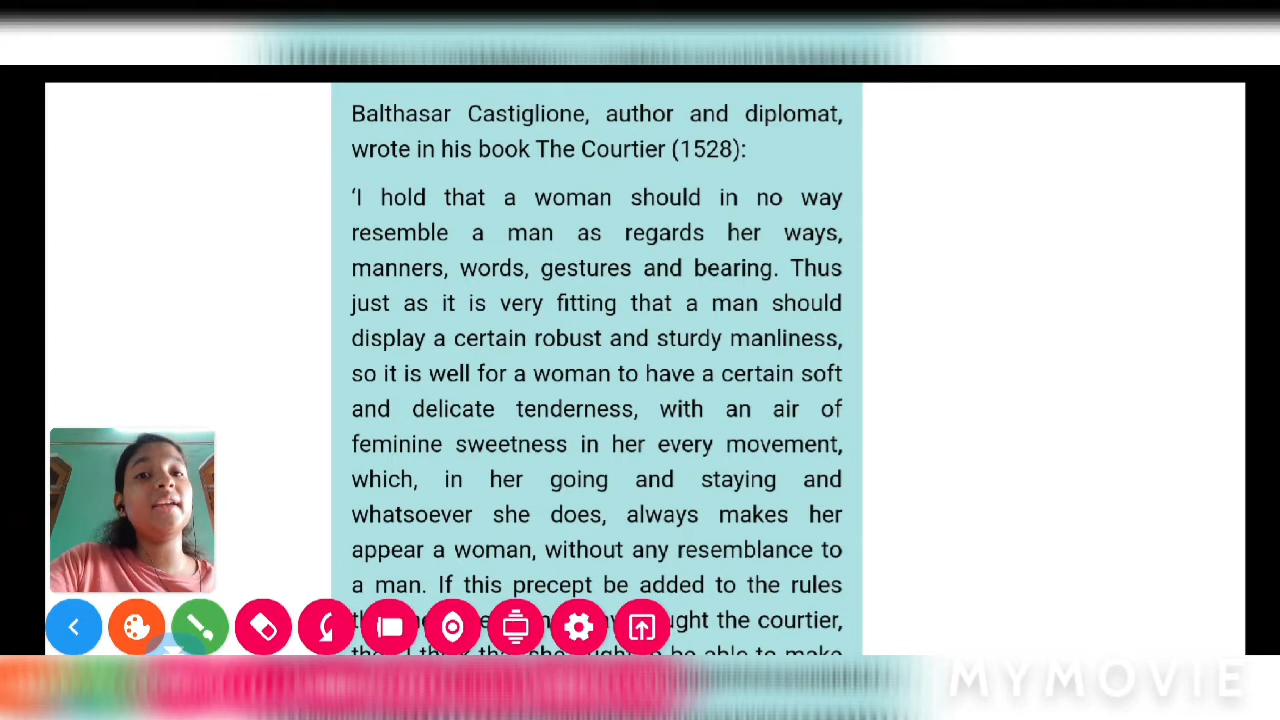 Balthasar Castiglione, author and diplomat,
wrote in his book The Courtier (1528):
‘I hold that a woman should in no way
resemble a man as regards her ways,
manners, words, gestures and bearing. Thus
just as it is very fitting that a man should
display a certain robust and sturdy manliness,
so it is well for a woman to have a certain soft
and delicate tenderness, with an air of
feminine sweetness in her every movement,
which, in her going and staying and
whatsoever she does, always makes her
appear a woman, without any resemblance to
a man. If this precept be added to the rules
the courtier,
be able to make
MYMOVIE